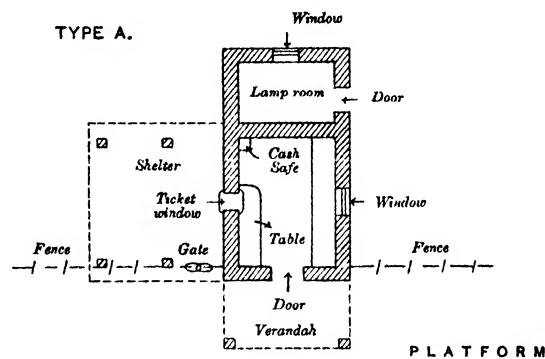 Window
TYPE A.
Lamp room
Door
Shelter
Cash
Safe
Ticket
window
Window
Table
Fence
Gate
Fence
Door
Verandah
PLATFORM